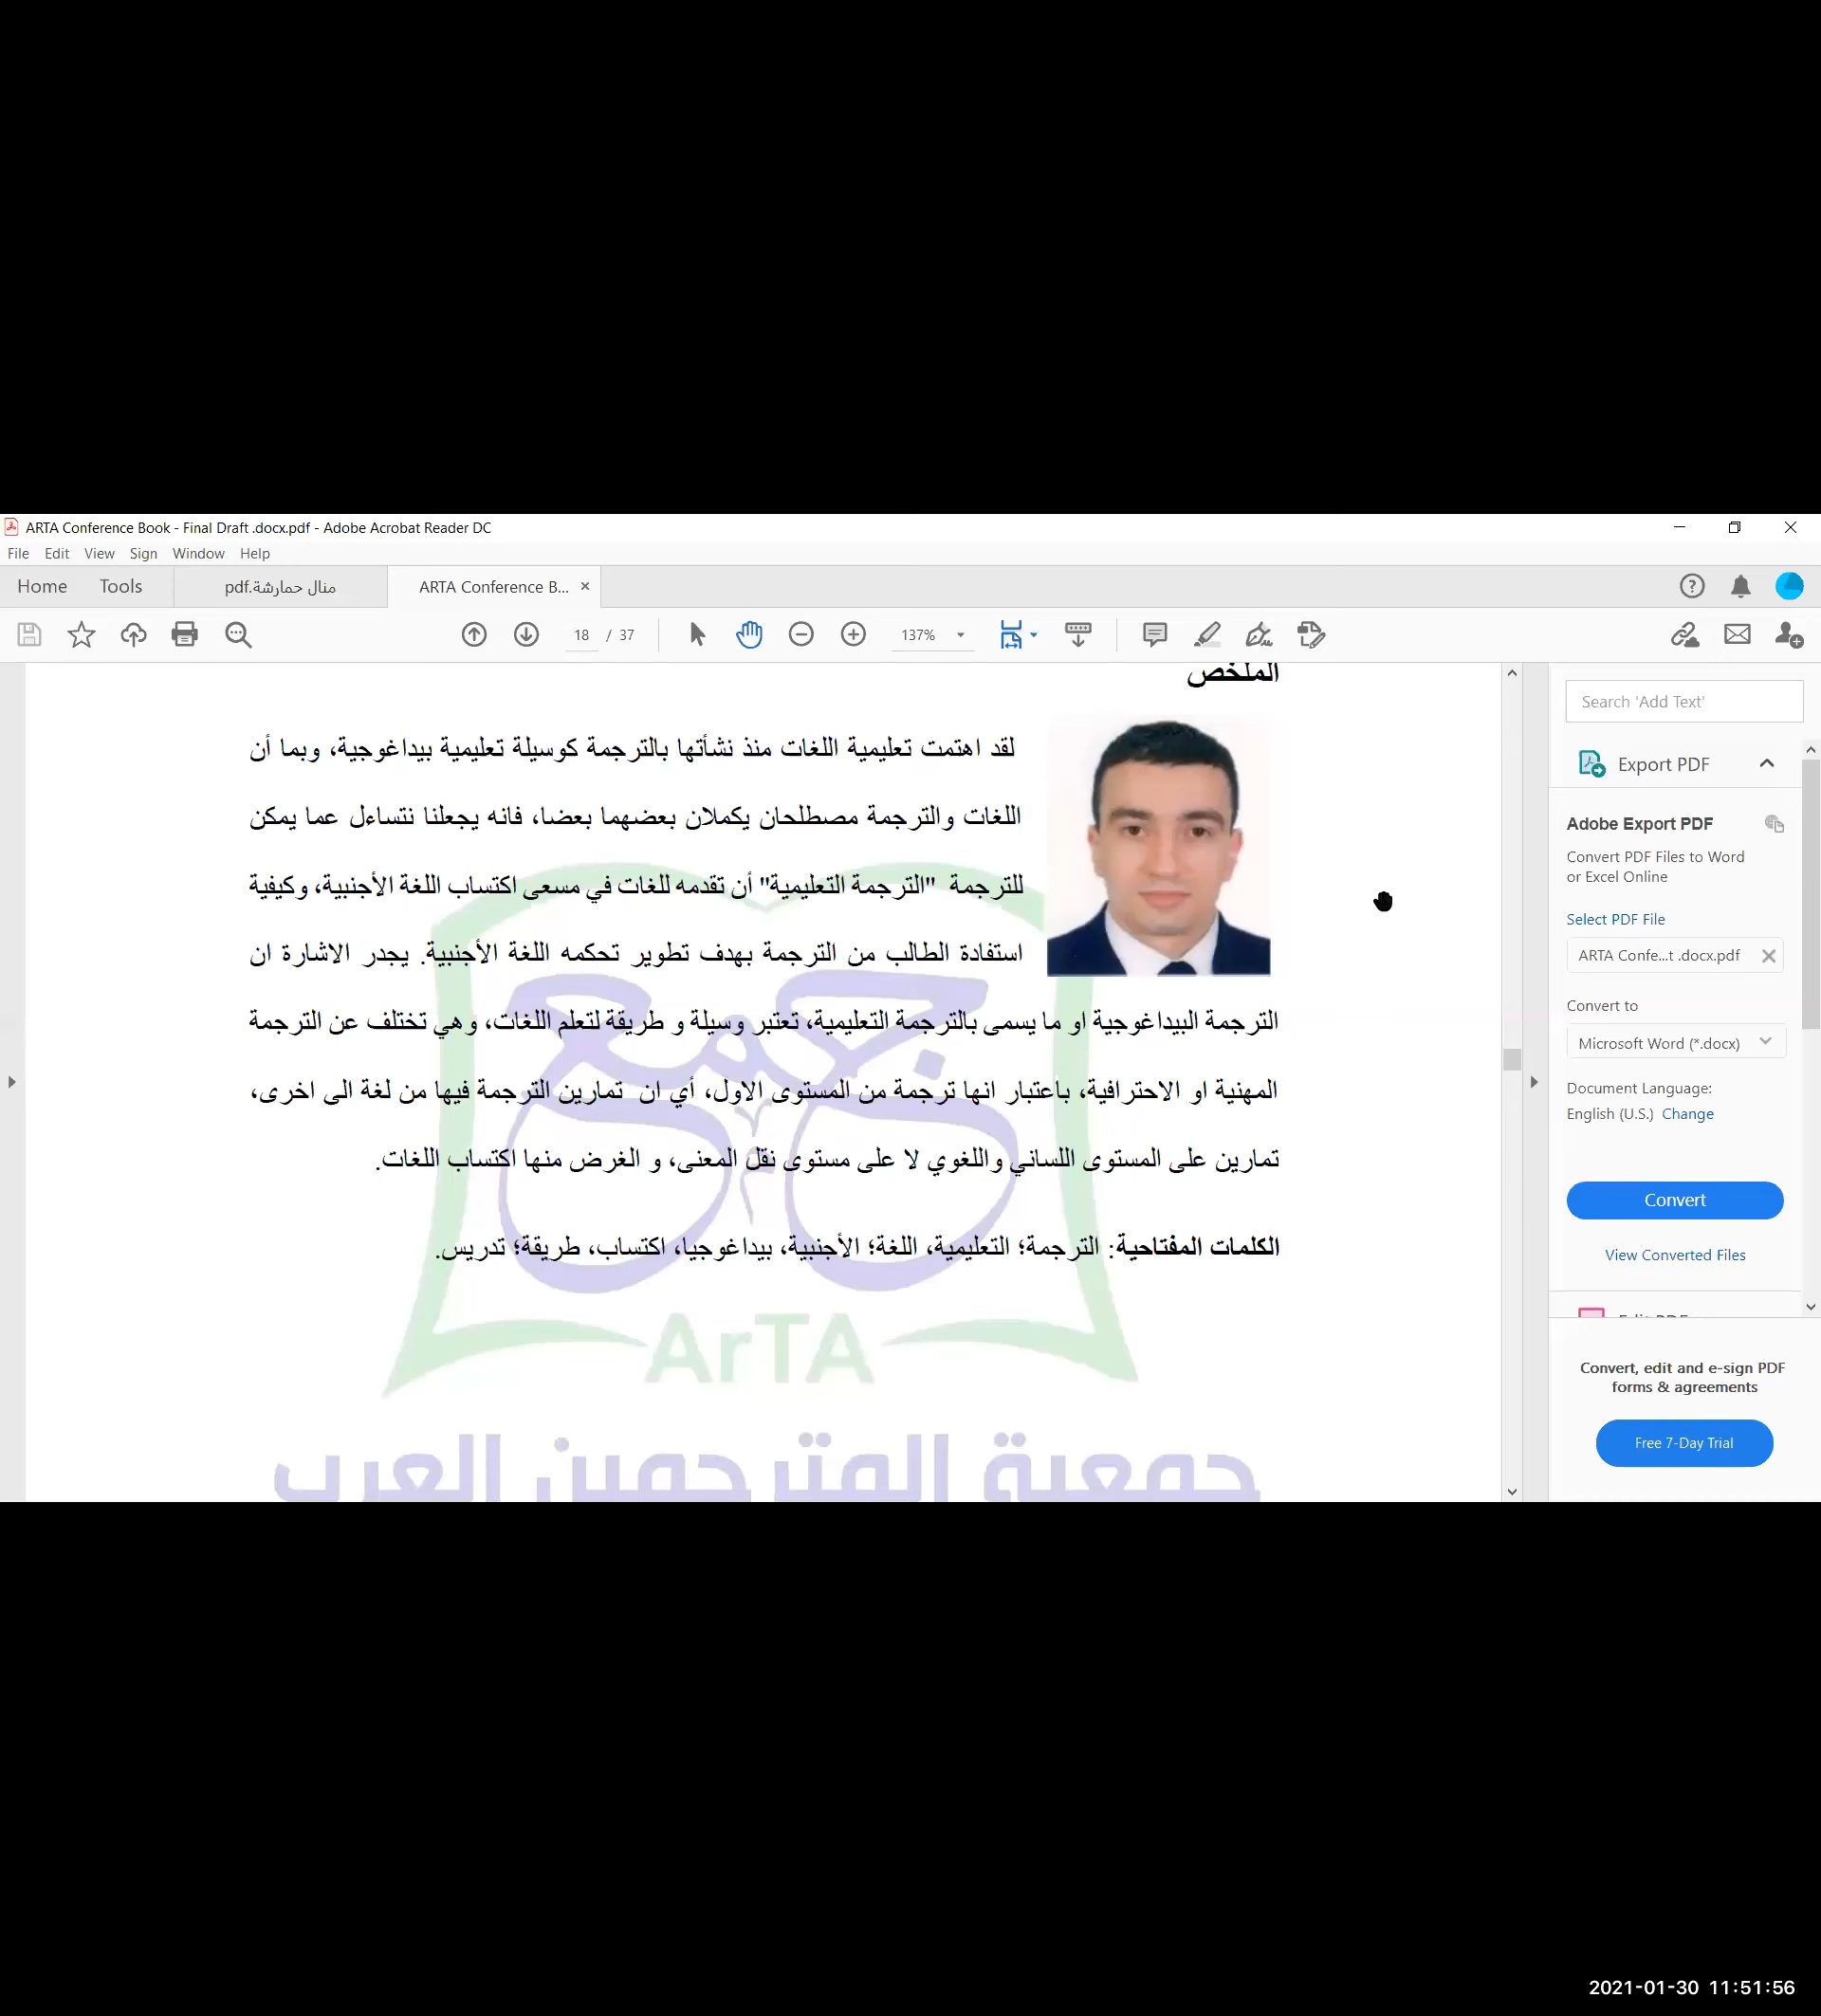 ARTA Conference Book - Final Draft .docx.pdf - Adobe Acrobat Reader DC
File Edit View Sign Window Help
Home Tools منال حمارشة.pdf ARTA Conference B... ×
18 / 37 137%
الملخص
لقد اهتمت تعليمية اللغات منذ نشأتها بالترجمة كوسيلة تعليمية بيداغوجية، وبما أن
اللغات والترجمة مصطلحان يكملان بعضهما بعضا، فانه يجعلنا نتساءل عما يمكن
للترجمة "الترجمة التعليمية" أن تقدمه للغات في مسعى اكتساب اللغة الأجنبية، وكيفية
استفادة الطالب من الترجمة بهدف تطوير تحكمه اللغة الأجنبية. يجدر الاشارة ان
الترجمة البيداغوجية او ما يسمى بالترجمة التعليمية، تعتبر وسيلة و طريقة لتعلم اللغات، وهي تختلف عن الترجمة
المهنية او الاحترافية، باعتبار انها ترجمة من المستوى الاول، أي ان تمارين الترجمة فيها من لغة الى اخرى،
تمارين على المستوى اللساني واللغوي لا على مستوى نقل المعنى، و الغرض منها اكتساب اللغات.
الكلمات المفتاحية: الترجمة؛ التعليمية، اللغة؛ الأجنبية، بيداغوجيا، اكتساب، طريقة؛ تدريس.
ArTA
جمعية المترجمين العرب
Search 'Add Text'
Export PDF
Adobe Export PDF
Convert PDF Files to Word
or Excel Online
Select PDF File
ARTA Confe...t .docx.pdf
Convert to
Microsoft Word (*.docx)
Document Language:
English (U.S.) Change
Convert
View Converted Files
Edit PDF
Convert, edit and e-sign PDF
forms & agreements
Free 7-Day Trial
2021-01-30 11:51:56